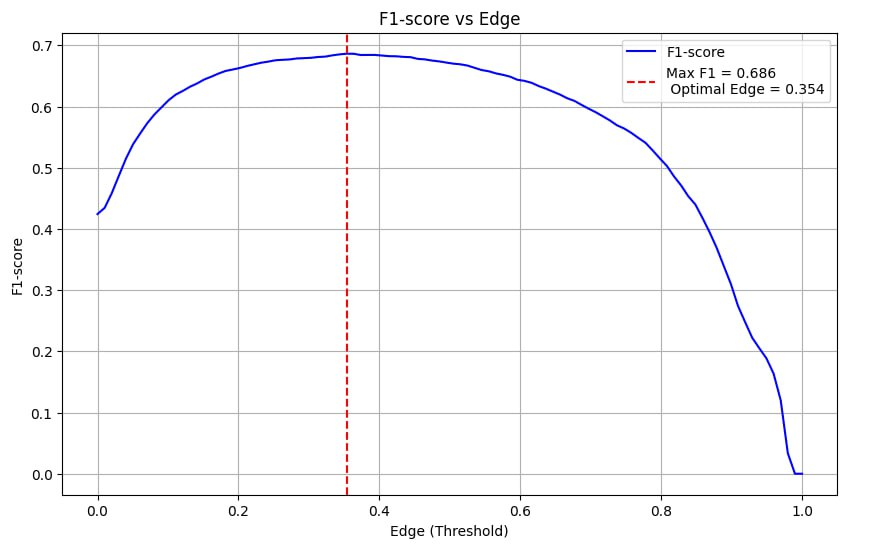 F1-score vs Edge
F1-score
Max F1 = 0.686
Optimal Edge = 0.354
0.7
0.6
0.5
0.4
0.3
0.2
0.1
0.0
F1-score
0.0 0.2 0.4 0.6 0.8 1.0
Edge (Threshold)